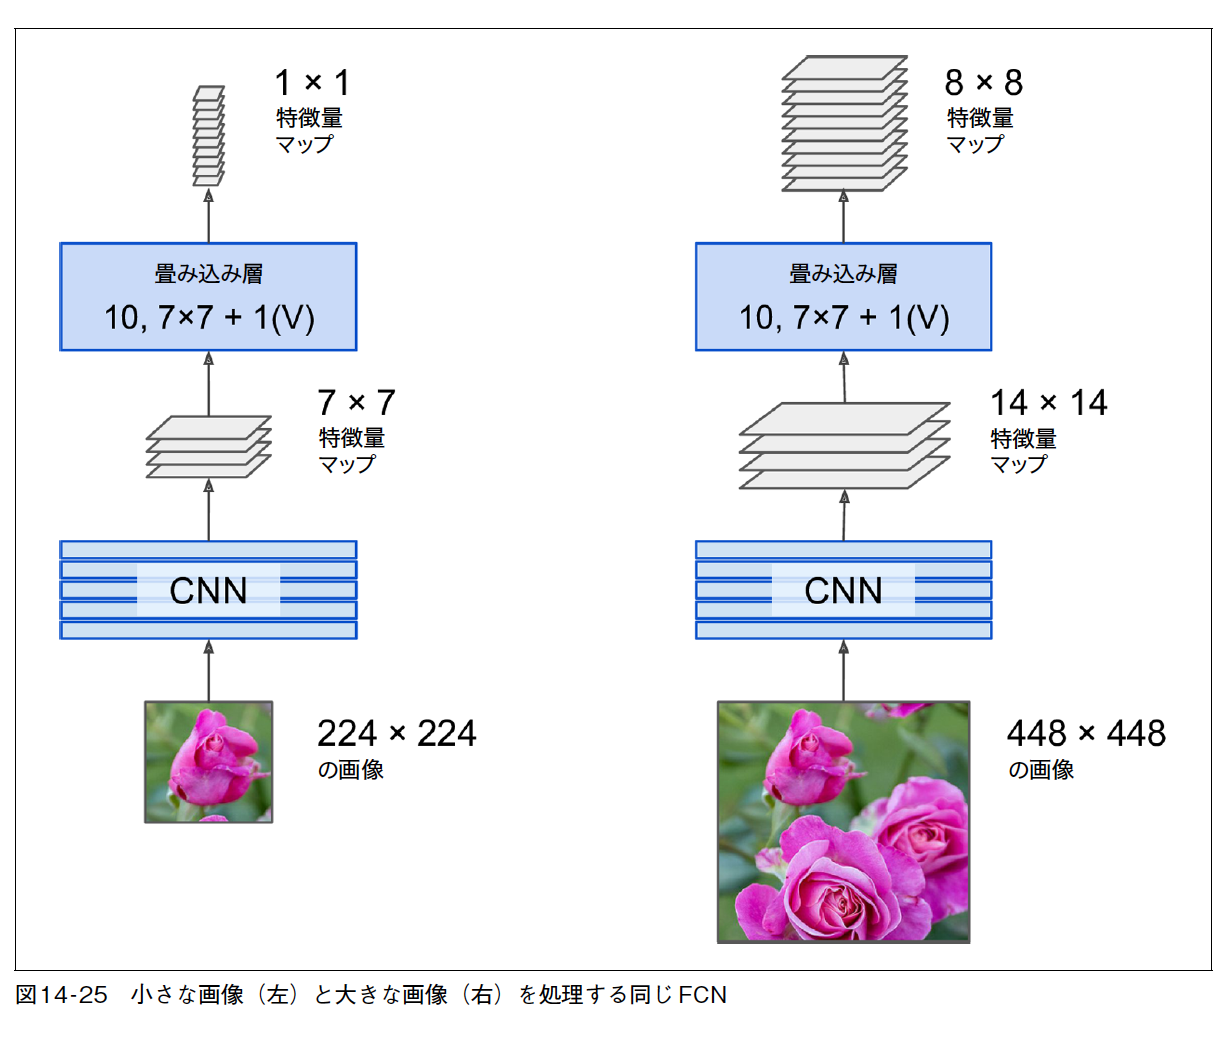 1 × 1
特徴量
マップ
畳み込み層
10, 7×7 + 1(V)
7 × 7
特徴量
マップ
CNN
224 × 224
の画像
8 × 8
特徴量
マップ
畳み込み層
10, 7×7 + 1(V)
14 × 14
特徴量
マップ
CNN
448 × 448
の画像
図14-25　小さな画像（左）と大きな画像（右）を処理する同じFCN